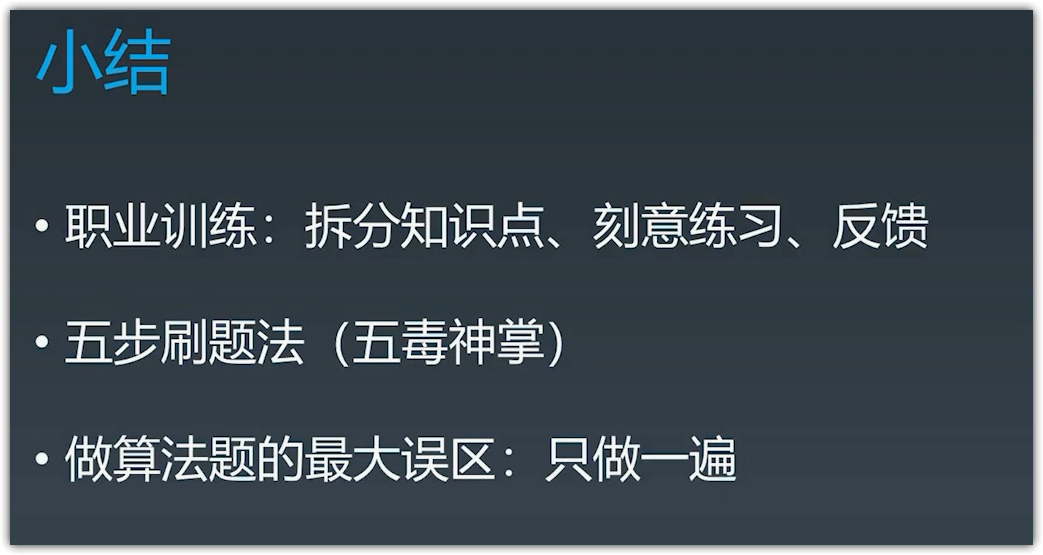 小结
• 职业训练：拆分知识点、刻意练习、反馈
• 五步刷题法（五毒神掌）
• 做算法题的最大误区：只做一遍